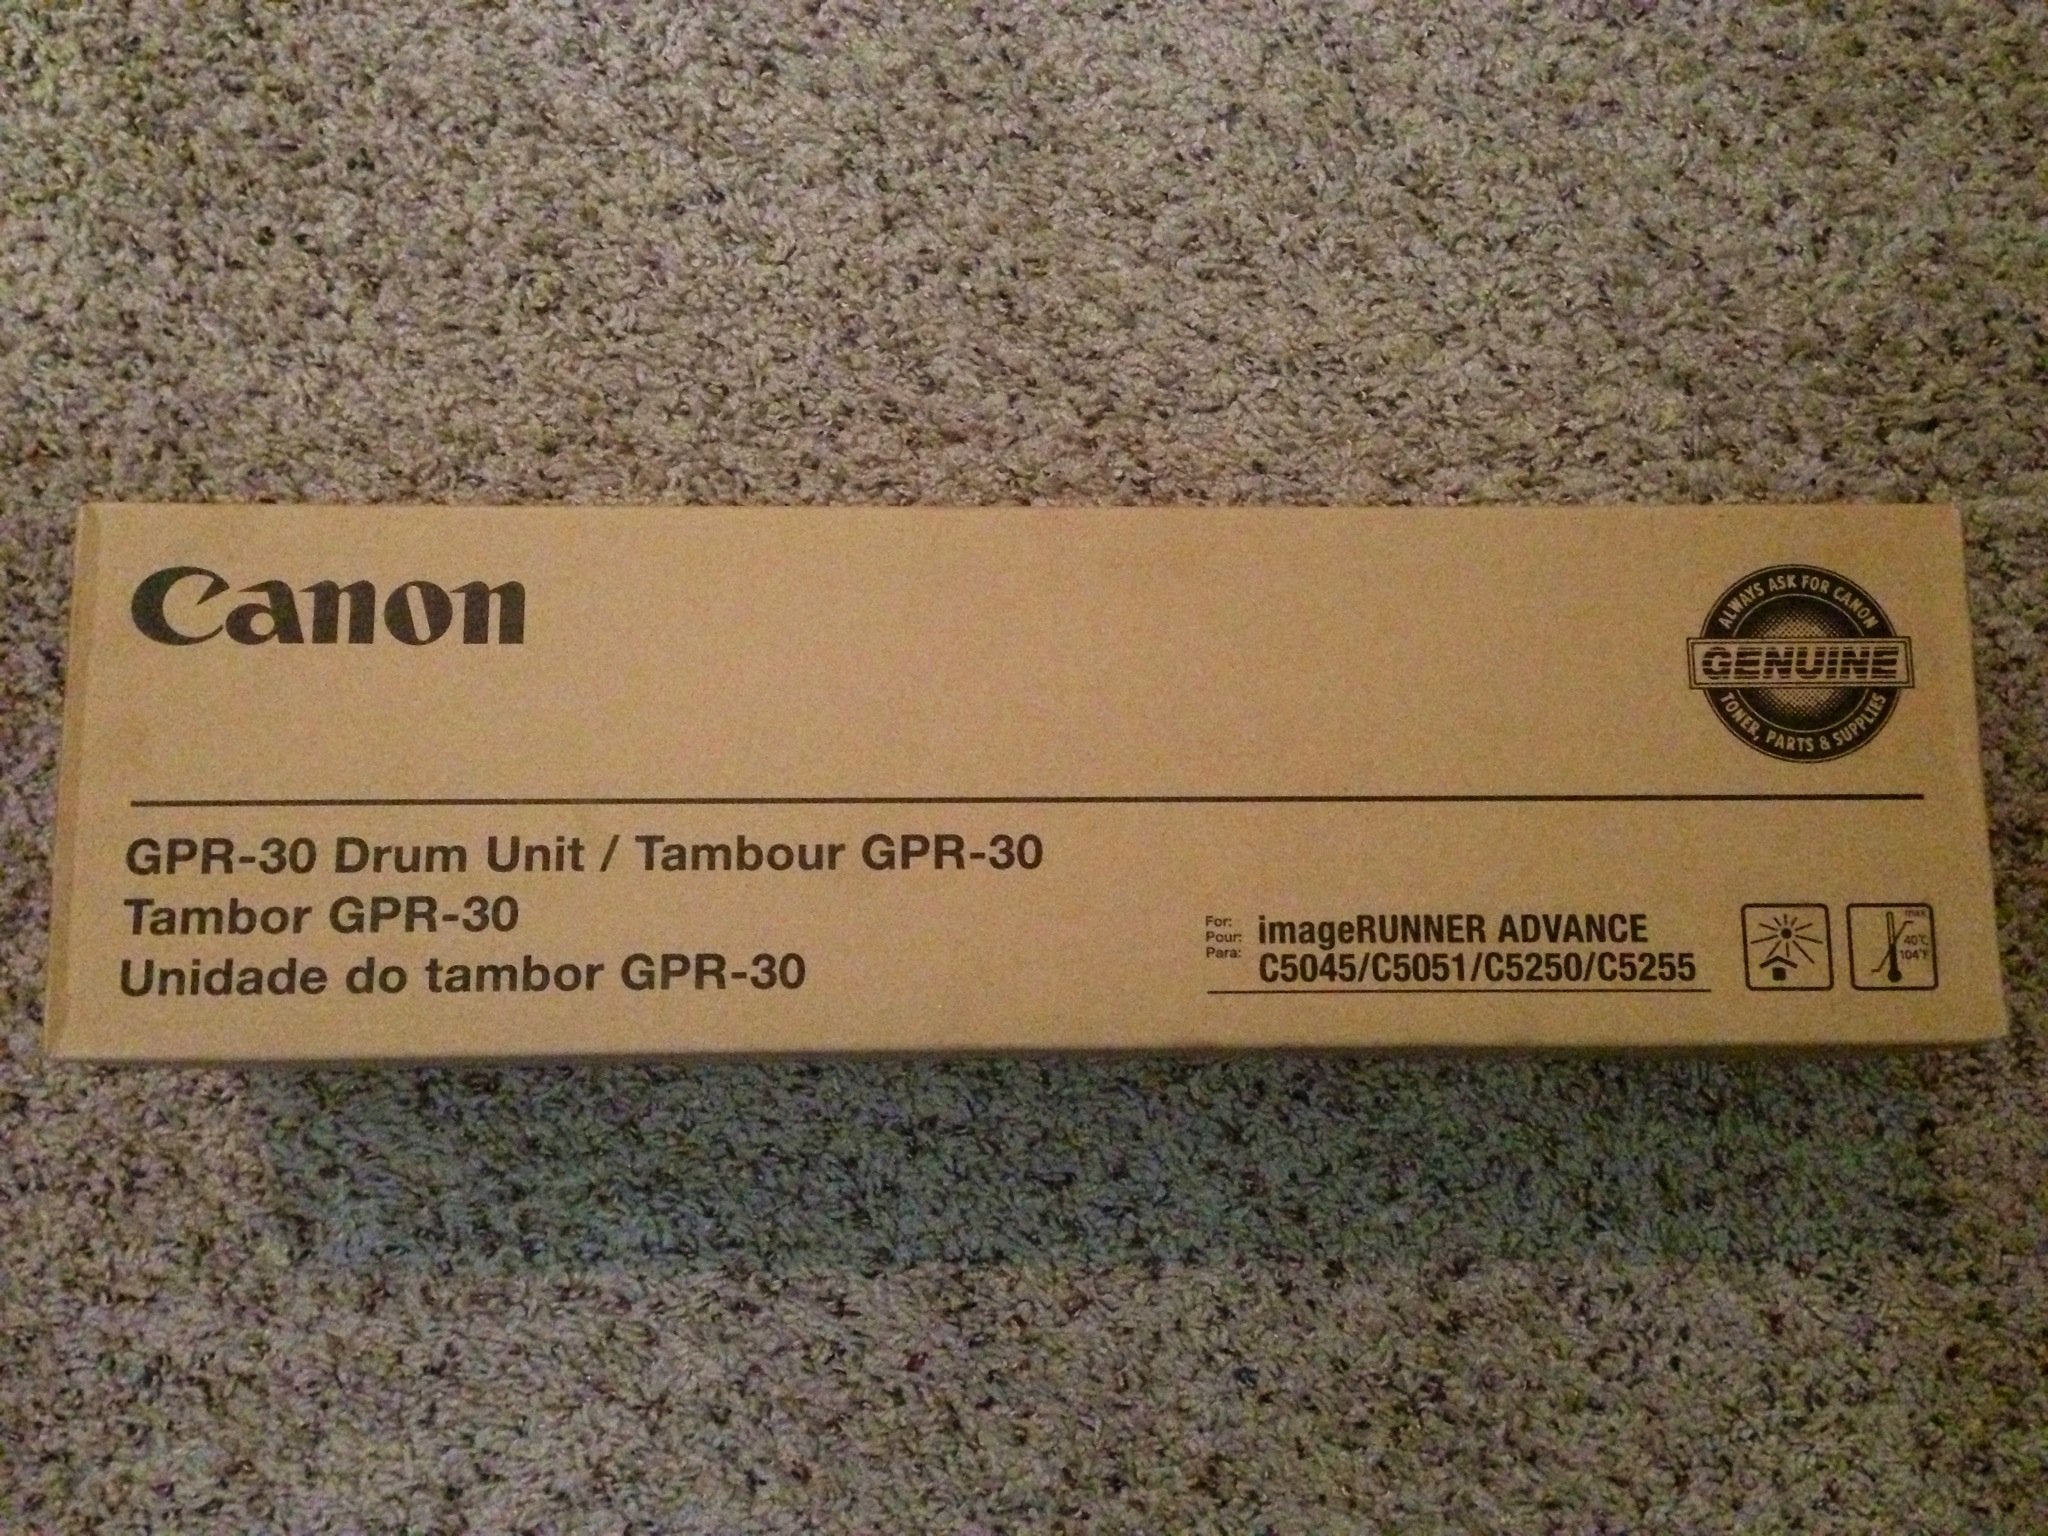 Canon
ALWAYS ASK FOR CANON
GENUINE
TONER, PARTS & SUPPLIES
GPR-30 Drum Unit / Tambour GPR-30
Tambor GPR-30
Unidade do tambor GPR-30
For:
Pour:
Para:
imageRUNNER ADVANCE
C5045/C5051/C5250/C5255
max
40℃
104°F